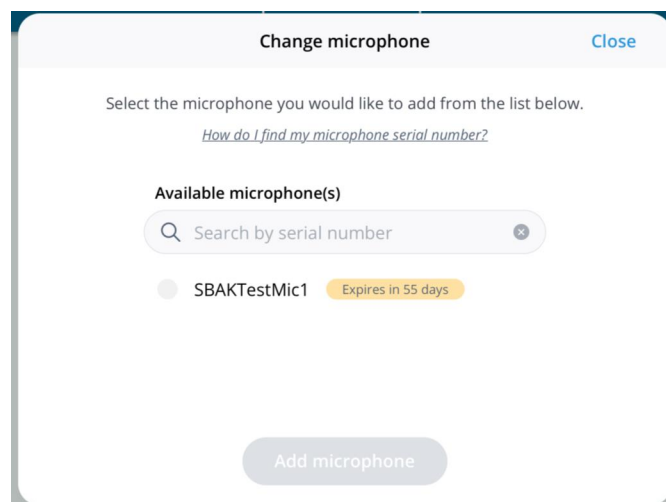 Change microphone
Close
Select the microphone you would like to add from the list below.
How do I find my microphone serial number?
Available microphone(s)
Search by serial number
SBAKTestMic1 Expires in 55 days
Add microphone